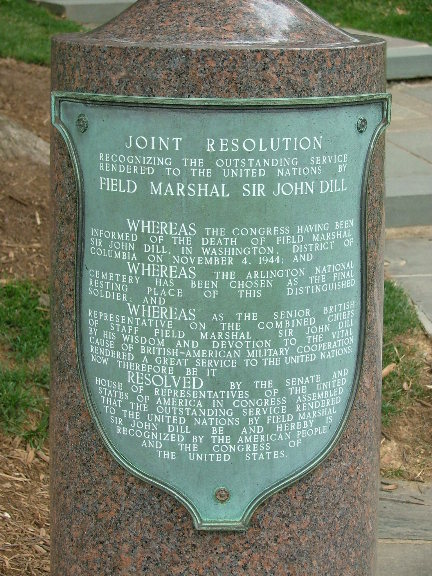 JOINT RESOLUTION
RECOGNIZING THE OUTSTANDING SERVICE
RENDERED TO THE UNITED NATIONS BY
FIELD MARSHAL SIR JOHN DILL
WHEREAS THE CONGRESS HAVING BEEN
INFORMED OF THE DEATH OF FIELD MARSHAL
SIR JOHN DILL IN WASHINGTON, DISTRICT OF
COLUMBIA ON NOVEMBER 4, 1944; AND
WHEREAS THE ARLINGTON NATIONAL
CEMETERY HAS BEEN CHOSEN AS THE FINAL
RESTING PLACE OF THIS DISTINGUISHED
SOLDIER; AND
WHEREAS AS THE SENIOR BRITISH
REPRESENTATIVE ON THE COMBINED CHIEFS
OF STAFF FIELD MARSHAL SIR JOHN DILL
BY HIS WISDOM AND DEVOTION TO THE VITAL
CAUSE OF BRITISH-AMERICAN MILITARY COOPERATION
RENDERED A GREAT SERVICE TO THE UNITED NATIONS:
NOW THEREFORE BE IT
RESOLVED BY THE SENATE AND
HOUSE OF REPRESENTATIVES OF THE UNITED
STATES OF AMERICA IN CONGRESS ASSEMBLED
THAT THE OUTSTANDING SERVICE RENDERED
TO THE UNITED NATIONS BY FIELD MARSHAL
SIR JOHN DILL BE AND HEREBY IS
RECOGNIZED BY THE AMERICAN PEOPLE
AND THE CONGRESS OF
THE UNITED STATES.